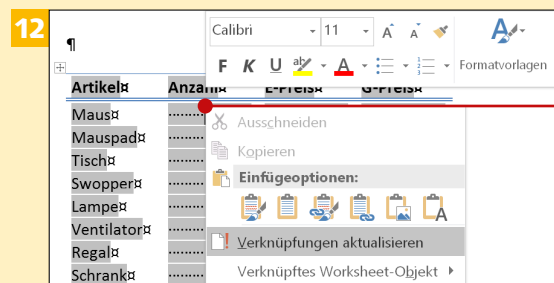 12
Calibri 11 A A
F K U ab A Formatvorlagen
¶
Artikel¤ Anzahl¤ E-Preis¤ G-Preis¤
Maus¤
Mauspad¤
Tisch¤
Swopper¤
Lampe¤
Ventilator¤
Regal¤
Schrank¤
Ausschneiden
Kopieren
Einfügeoptionen:
Verknüpfungen aktualisieren
Verknüpftes Worksheet-Objekt